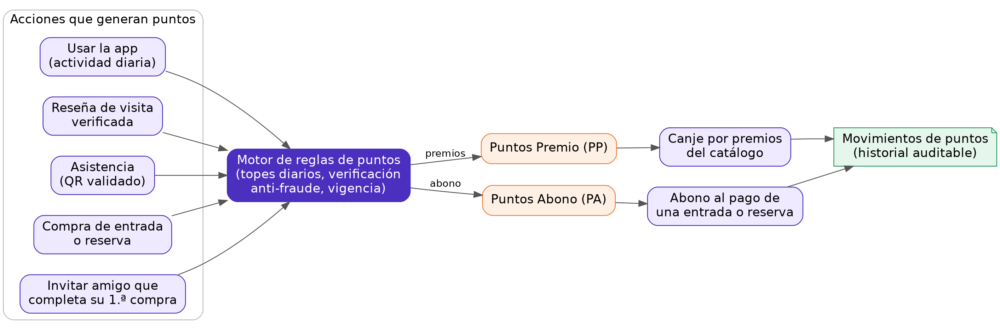 Acciones que generan puntos
Usar la app
(actividad diaria)
Reseña de visita
verificada
Asistencia
(QR validado)
Compra de entrada
o reserva
Invitar amigo que
completa su 1.ª compra
Motor de reglas de puntos
(topes diarios, verificación
anti-fraude, vigencia)
premios
abono
Puntos Premio (PP)
Puntos Abono (PA)
Canje por premios
del catálogo
Abono al pago de
una entrada o reserva
Movimientos de puntos
(historial auditable)